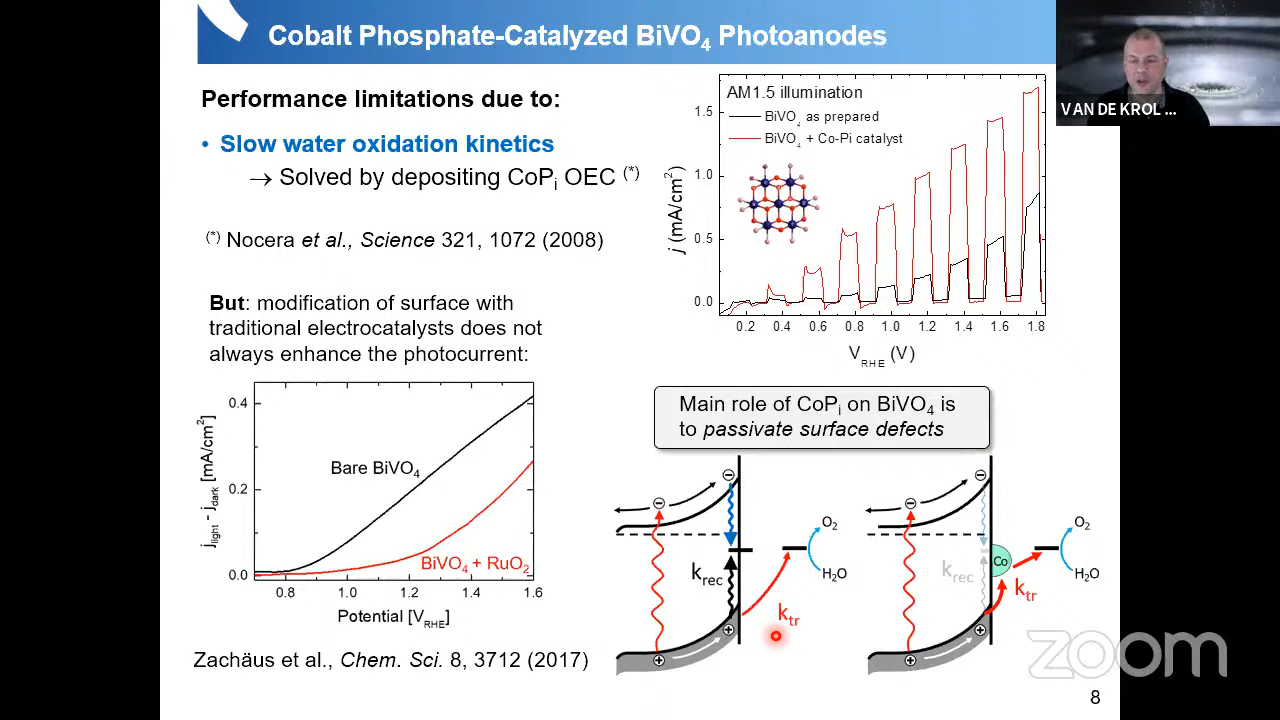 Cobalt Phosphate-Catalyzed BiVO4 Photoanodes
VAN DE KROL ...
Performance limitations due to:
• Slow water oxidation kinetics
→ Solved by depositing CoPi OEC (*)
(*) Nocera et al., Science 321, 1072 (2008)
But: modification of surface with
traditional electrocatalysts does not
always enhance the photocurrent:
0.4
0.2
0.0
jlight - jdark [mA/cm2]
Bare BiVO4
BiVO4 + RuO2
0.8 1.0 1.2 1.4 1.6
Potential [VRHE]
Zachäus et al., Chem. Sci. 8, 3712 (2017)
AM1.5 illumination
BiVO4 as prepared
BiVO4 + Co-Pi catalyst
1.5
1.0
0.5
0.0
j (mA/cm2)
0.2 0.4 0.6 0.8 1.0 1.2 1.4 1.6 1.8
VRHE (V)
Main role of CoPi on BiVO4 is
to passivate surface defects
O2
H2O
krec
ktr
O2
H2O
Co
krec
ktr
zoom
8